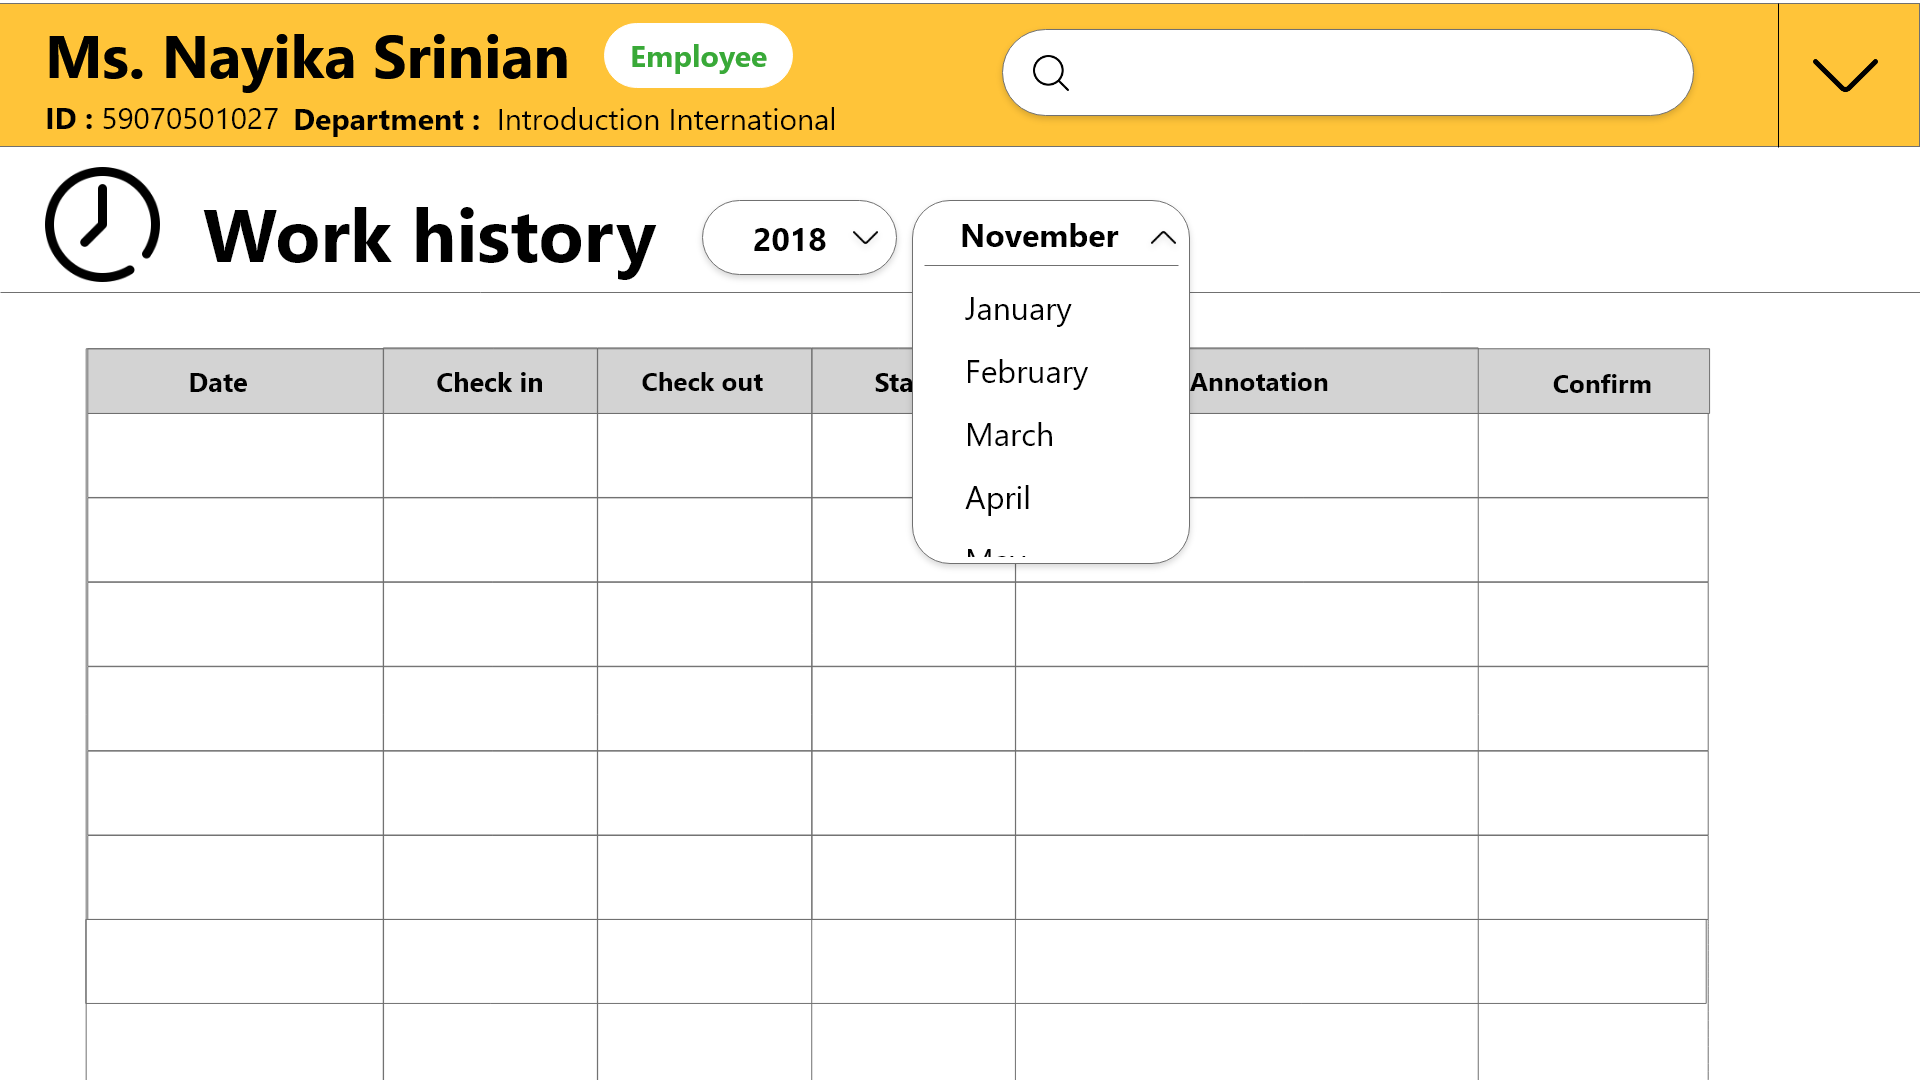 Ms. Nayika Srinian Employee
ID : 59070501027 Department : Introduction International
Work history 2018 November
January
February
March
April
Date Check in Check out Sta Annotation Confirm